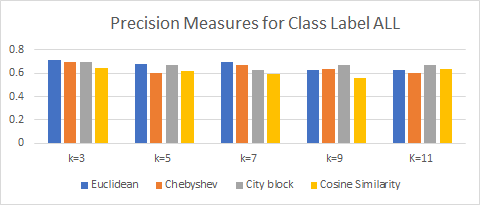 Precision Measures for Class Label ALL
0.8
0.6
0.4
0.2
0
k=3 k=5 k=7 k=9 K=11
Euclidean Chebyshev City block Cosine Similarity